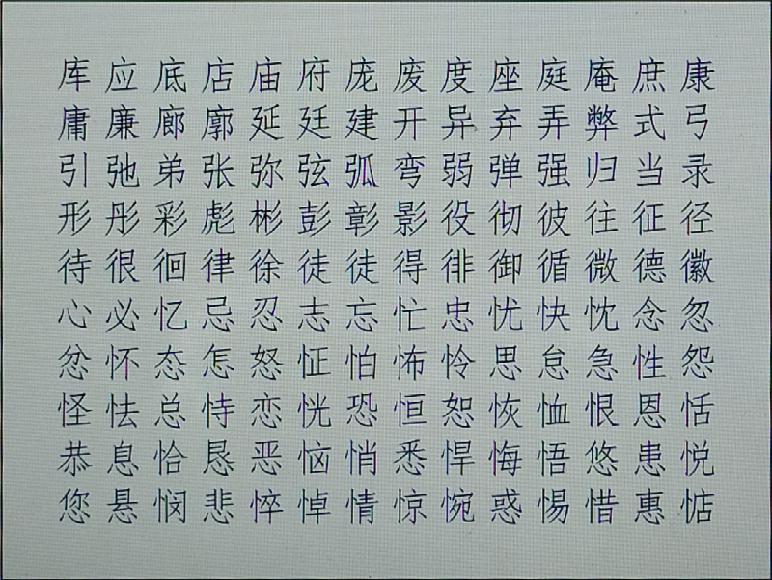 库应底店庙府庞废度座庭庵庶康
庸廉廊廓延廷建开异弃弄弊式弓
引弛弟张弥弦弧弯弱弹强归当录
形彤彩彪彬彭彰影役彻彼往征径
待很徊律徐徒徒得徘御循微德徽
心必忆忌忍志忘忙忠忧快忱念忽
忿怀态怎怒怔怕怖怜思怠急性怨
怪怯总恃恋恍恐恒恕恢恤恨恩恬
恭息恰恳恶恼悄悉悍悔悟悠患悦
您悬悯悲悴悼情惊惋惑惕惜惠惦